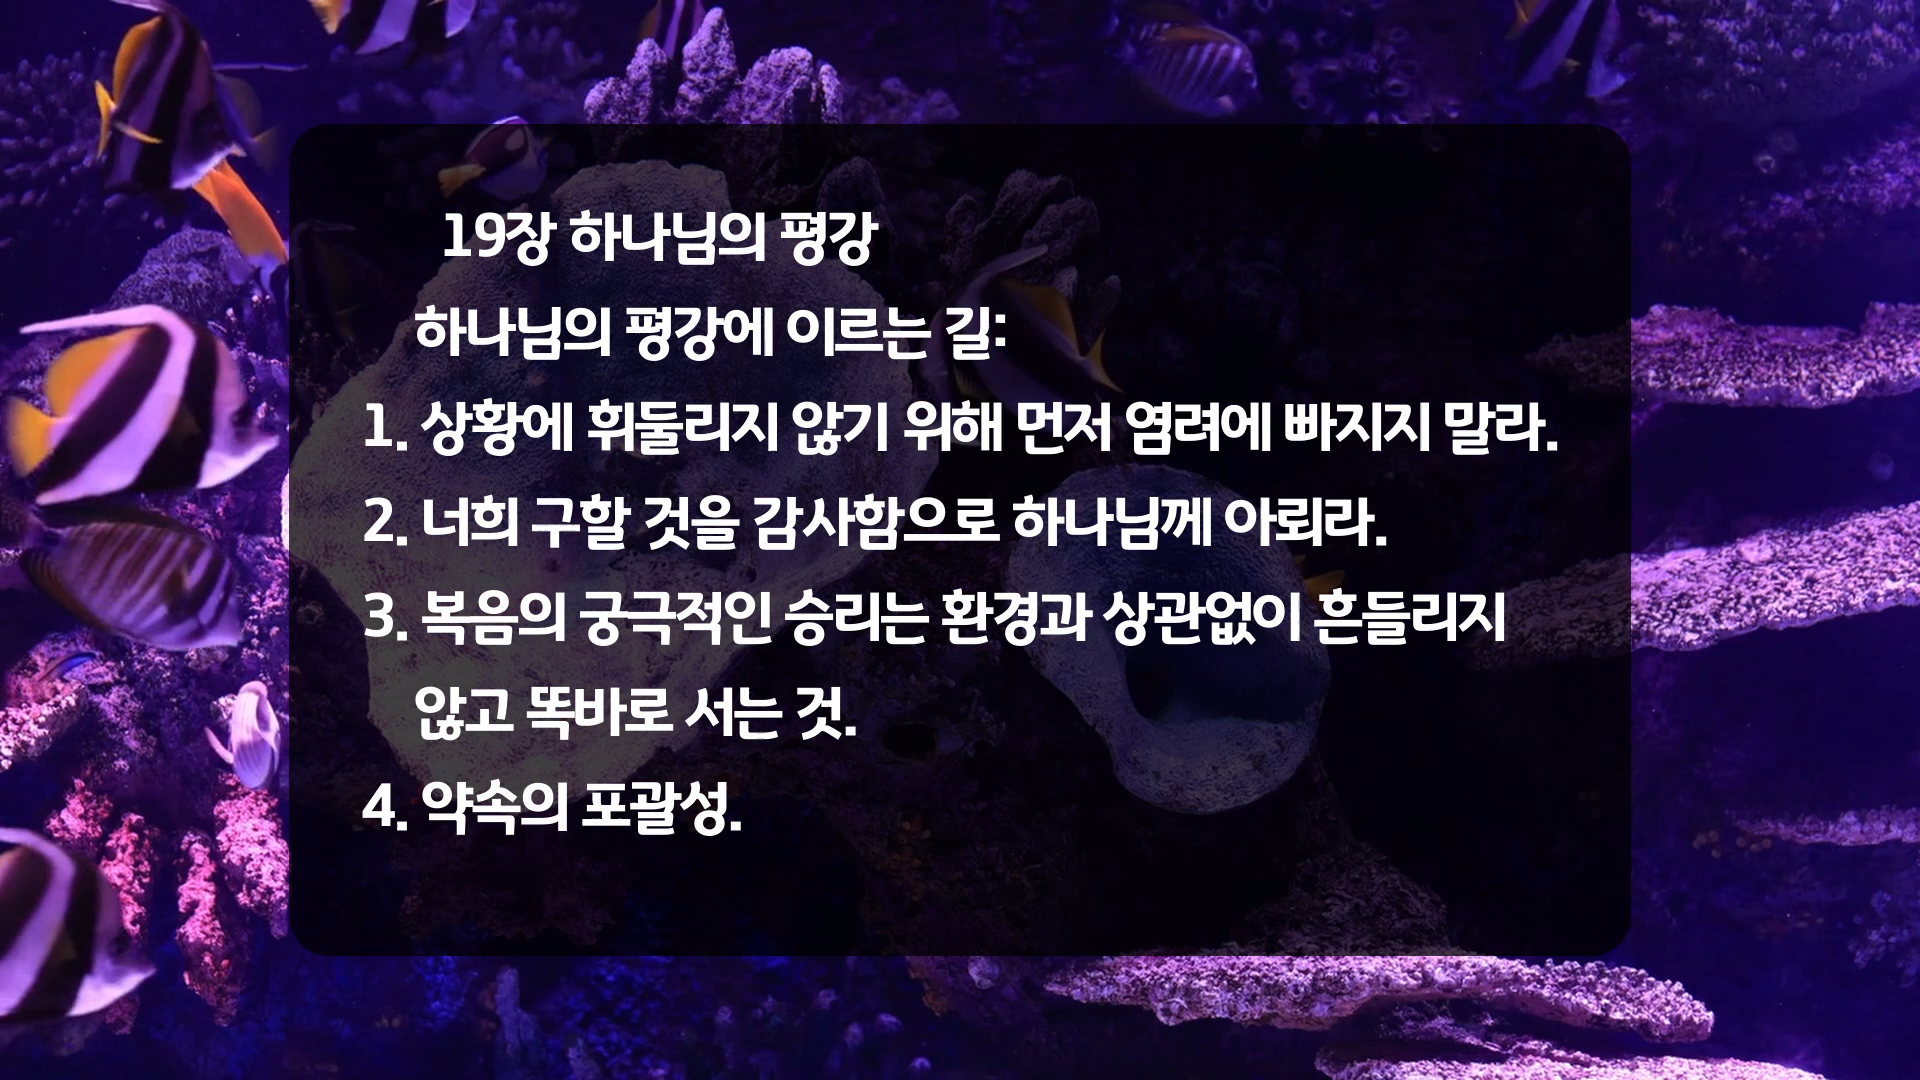 19장 하나님의 평강
하나님의 평강에 이르는 길:
1. 상황에 휘둘리지 않기 위해 먼저 염려에 빠지지 말라.
2. 너희 구할 것을 감사함으로 하나님께 아뢰라.
3. 복음의 궁극적인 승리는 환경과 상관없이 흔들리지
않고 똑바로 서는 것.
4. 약속의 포괄성.